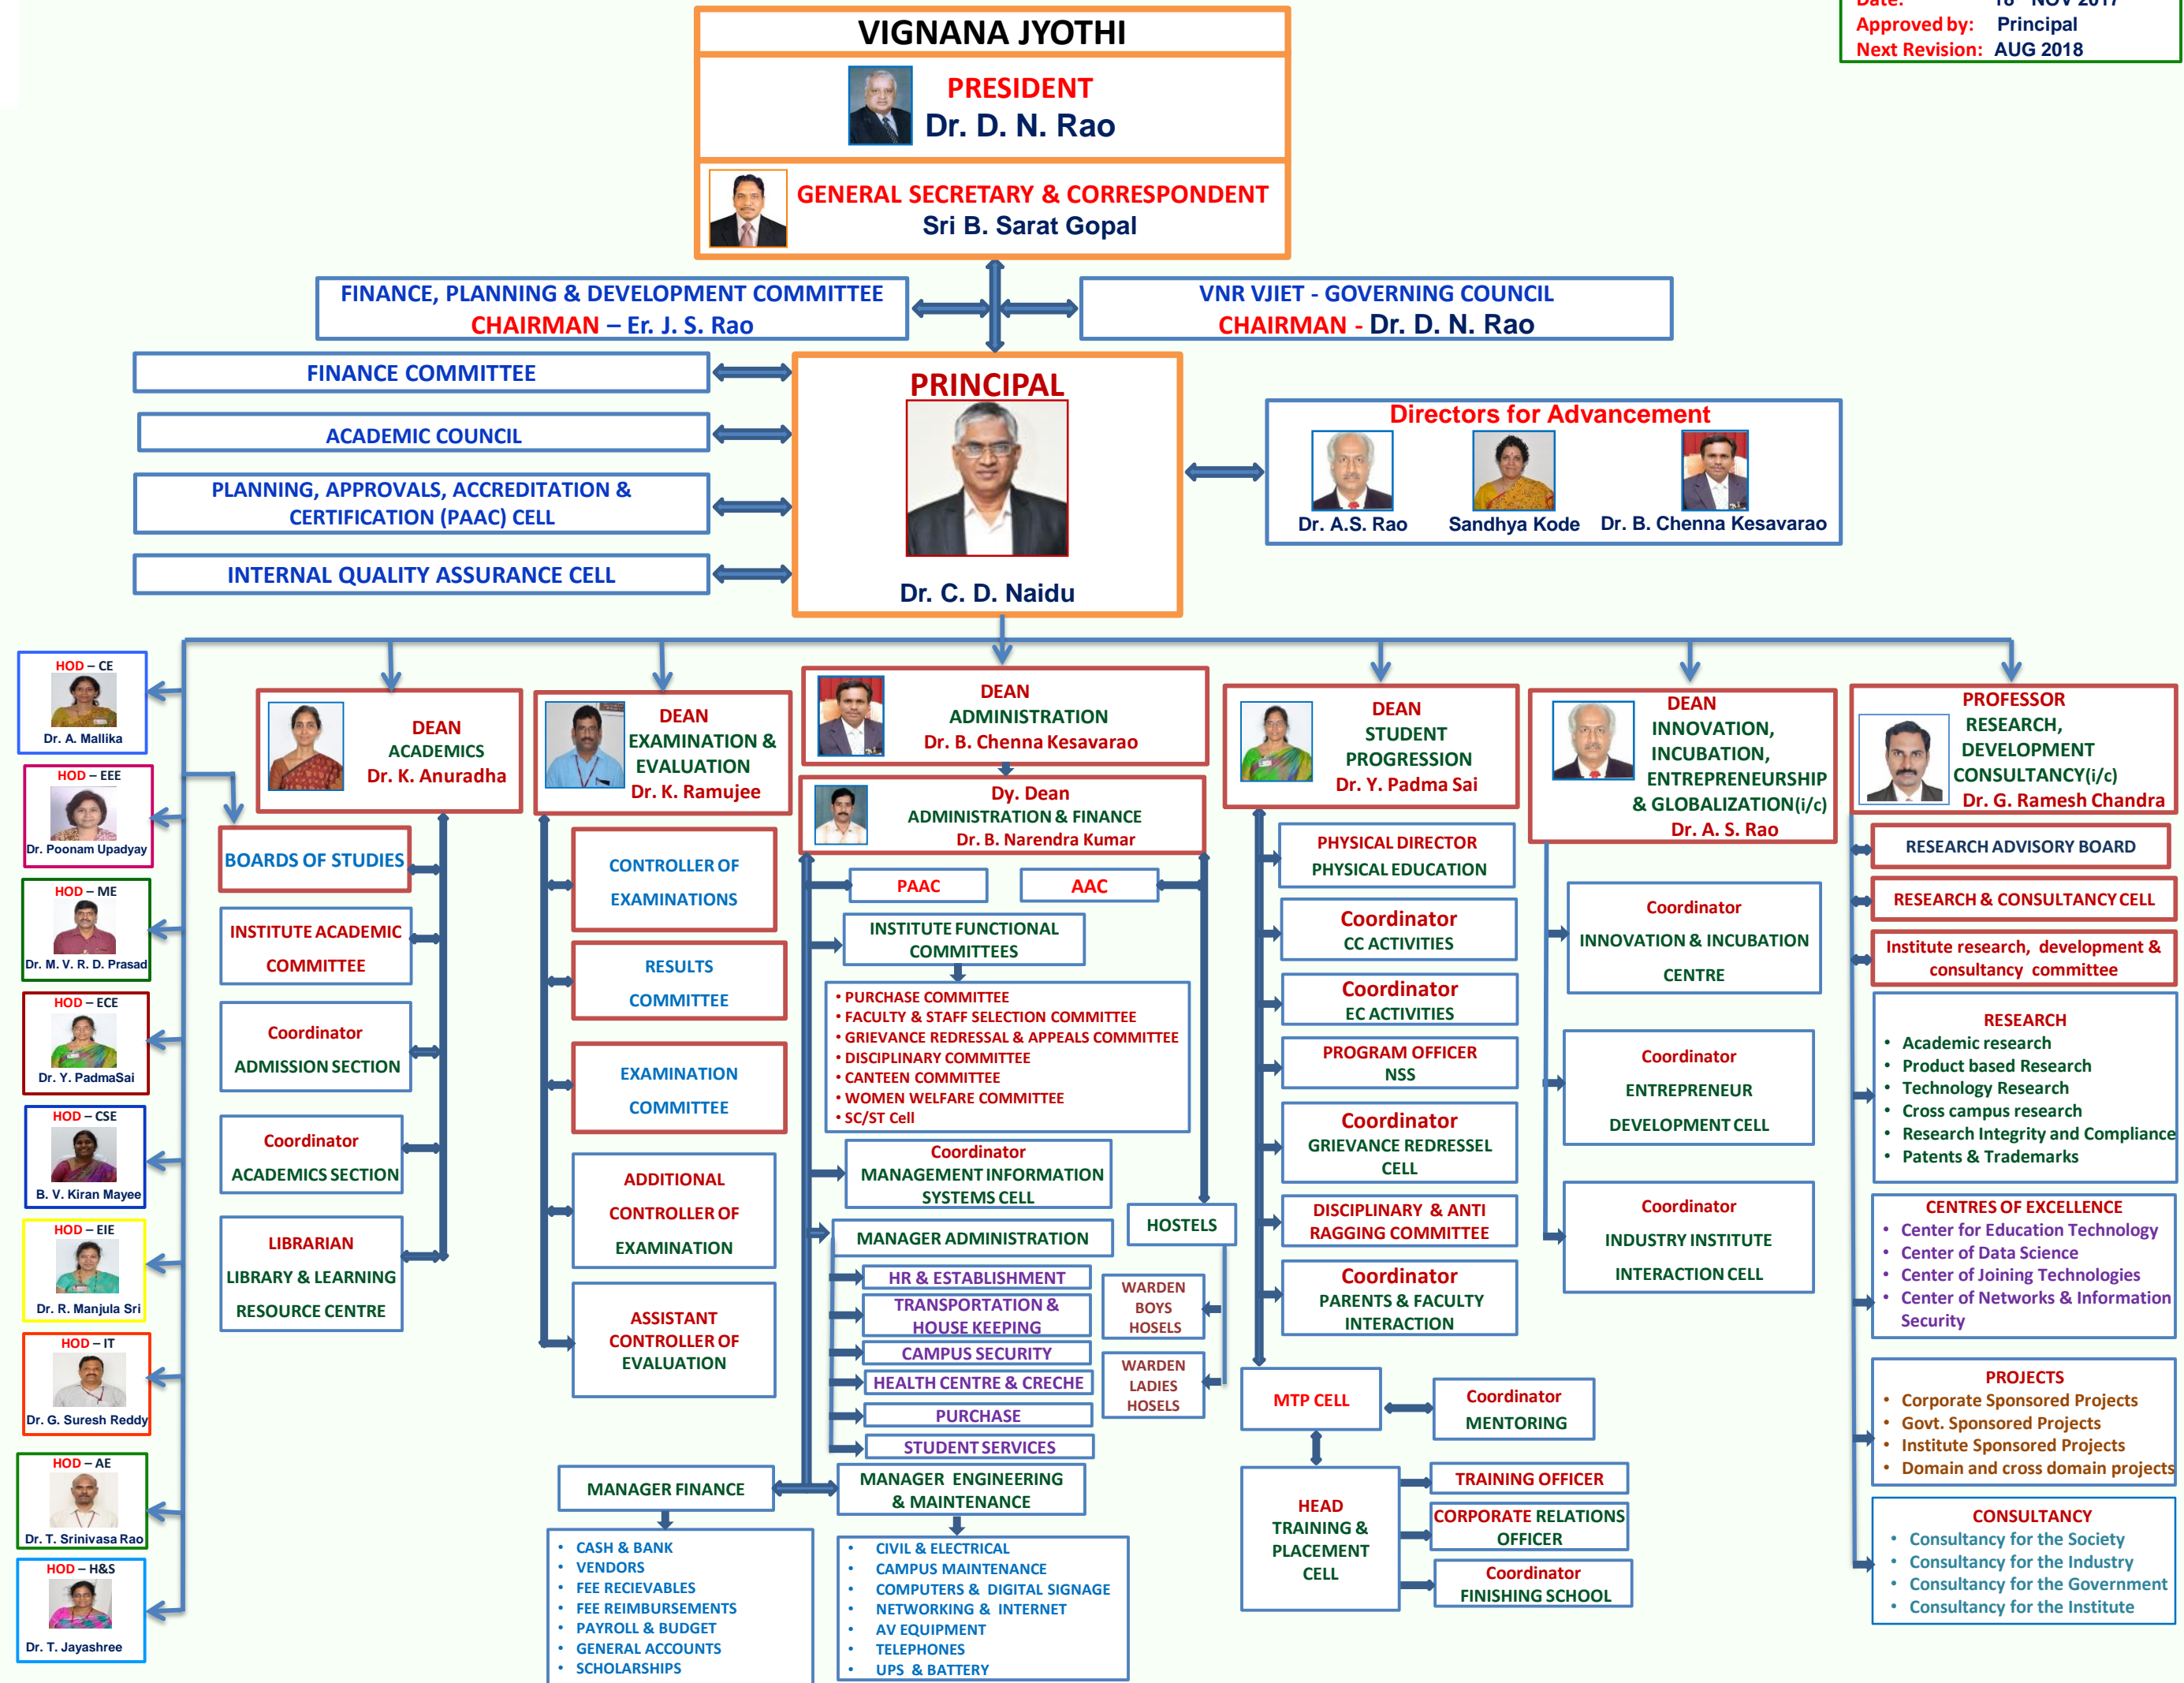 Date: 18 NOV 2017
Approved by: Principal
Next Revision: AUG 2018
VIGNANA JYOTHI
PRESIDENT
Dr. D. N. Rao
GENERAL SECRETARY & CORRESPONDENT
Sri B. Sarat Gopal
FINANCE, PLANNING & DEVELOPMENT COMMITTEE
CHAIRMAN – Er. J. S. Rao
VNR VJIET - GOVERNING COUNCIL
CHAIRMAN - Dr. D. N. Rao
FINANCE COMMITTEE
ACADEMIC COUNCIL
PLANNING, APPROVALS, ACCREDITATION &
CERTIFICATION (PAAC) CELL
INTERNAL QUALITY ASSURANCE CELL
PRINCIPAL
Dr. C. D. Naidu
Directors for Advancement
Dr. A.S. Rao
Sandhya Kode
Dr. B. Chenna Kesavarao
HOD – CE
Dr. A. Mallika
HOD – EEE
Dr. Poonam Upadyay
HOD – ME
Dr. M. V. R. D. Prasad
HOD – ECE
Dr. Y. PadmaSai
HOD – CSE
B. V. Kiran Mayee
HOD – EIE
Dr. R. Manjula Sri
HOD – IT
Dr. G. Suresh Reddy
HOD – AE
Dr. T. Srinivasa Rao
HOD – H&S
Dr. T. Jayashree
DEAN
ACADEMICS
Dr. K. Anuradha
BOARDS OF STUDIES
INSTITUTE ACADEMIC
COMMITTEE
Coordinator
ADMISSION SECTION
Coordinator
ACADEMICS SECTION
LIBRARIAN
LIBRARY & LEARNING
RESOURCE CENTRE
DEAN
EXAMINATION &
EVALUATION
Dr. K. Ramujee
CONTROLLER OF
EXAMINATIONS
RESULTS
COMMITTEE
EXAMINATION
COMMITTEE
ADDITIONAL
CONTROLLER OF
EXAMINATION
ASSISTANT
CONTROLLER OF
EVALUATION
DEAN
ADMINISTRATION
Dr. B. Chenna Kesavarao
Dy. Dean
ADMINISTRATION & FINANCE
Dr. B. Narendra Kumar
PAAC
AAC
INSTITUTE FUNCTIONAL
COMMITTEES
• PURCHASE COMMITTEE
• FACULTY & STAFF SELECTION COMMITTEE
• GRIEVANCE REDRESSAL & APPEALS COMMITTEE
• DISCIPLINARY COMMITTEE
• CANTEEN COMMITTEE
• WOMEN WELFARE COMMITTEE
• SC/ST Cell
Coordinator
MANAGEMENT INFORMATION
SYSTEMS CELL
MANAGER ADMINISTRATION
HR & ESTABLISHMENT
TRANSPORTATION &
HOUSE KEEPING
CAMPUS SECURITY
HEALTH CENTRE & CRECHE
PURCHASE
STUDENT SERVICES
HOSTELS
WARDEN
BOYS
HOSELS
WARDEN
LADIES
HOSELS
MANAGER FINANCE
• CASH & BANK
• VENDORS
• FEE RECIEVABLES
• FEE REIMBURSEMENTS
• PAYROLL & BUDGET
• GENERAL ACCOUNTS
• SCHOLARSHIPS
MANAGER ENGINEERING
& MAINTENANCE
• CIVIL & ELECTRICAL
• CAMPUS MAINTENANCE
• COMPUTERS & DIGITAL SIGNAGE
• NETWORKING & INTERNET
• AV EQUIPMENT
• TELEPHONES
• UPS & BATTERY
DEAN
STUDENT
PROGRESSION
Dr. Y. Padma Sai
PHYSICAL DIRECTOR
PHYSICAL EDUCATION
Coordinator
CC ACTIVITIES
Coordinator
EC ACTIVITIES
PROGRAM OFFICER
NSS
Coordinator
GRIEVANCE REDRESSEL
CELL
DISCIPLINARY & ANTI
RAGGING COMMITTEE
Coordinator
PARENTS & FACULTY
INTERACTION
MTP CELL
Coordinator
MENTORING
HEAD
TRAINING &
PLACEMENT
CELL
TRAINING OFFICER
CORPORATE RELATIONS
OFFICER
Coordinator
FINISHING SCHOOL
DEAN
INNOVATION,
INCUBATION,
ENTREPRENEURSHIP
& GLOBALIZATION(i/c)
Dr. A. S. Rao
Coordinator
INNOVATION & INCUBATION
CENTRE
Coordinator
ENTREPRENEUR
DEVELOPMENT CELL
Coordinator
INDUSTRY INSTITUTE
INTERACTION CELL
PROFESSOR
RESEARCH,
DEVELOPMENT
CONSULTANCY(i/c)
Dr. G. Ramesh Chandra
RESEARCH ADVISORY BOARD
RESEARCH & CONSULTANCY CELL
Institute research, development &
consultancy committee
RESEARCH
• Academic research
• Product based Research
• Technology Research
• Cross campus research
• Research Integrity and Compliance
• Patents & Trademarks
CENTRES OF EXCELLENCE
• Center for Education Technology
• Center of Data Science
• Center of Joining Technologies
• Center of Networks & Information
Security
PROJECTS
• Corporate Sponsored Projects
• Govt. Sponsored Projects
• Institute Sponsored Projects
• Domain and cross domain projects
CONSULTANCY
• Consultancy for the Society
• Consultancy for the Industry
• Consultancy for the Government
• Consultancy for the Institute